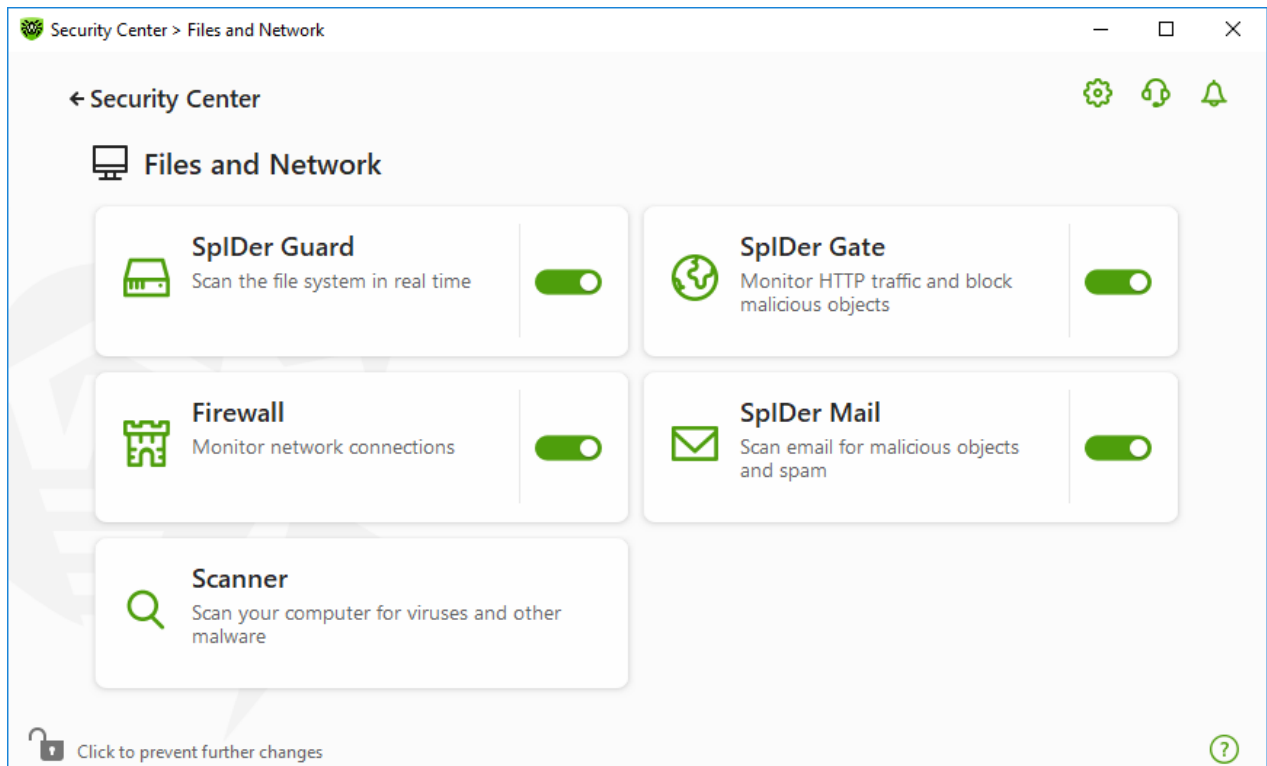 Security Center > Files and Network
Security Center
Files and Network
SpIDer Guard
Scan the file system in real time
SpIDer Gate
Monitor HTTP traffic and block
malicious objects
Firewall
Monitor network connections
SpIDer Mail
Scan email for malicious objects
and spam
Scanner
Scan your computer for viruses and other
malware
Click to prevent further changes
?